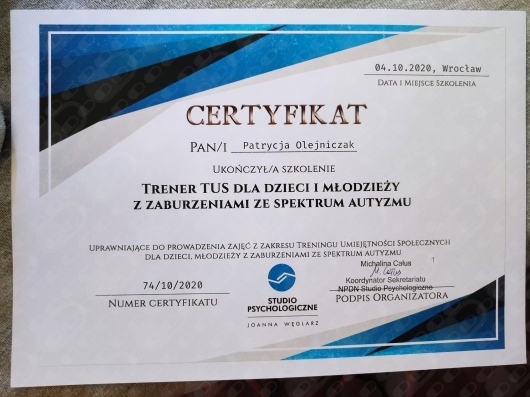 04.10.2020, Wrocław
Data i miejsce szkolenia
CERTYFIKAT
Pan/i Patrycja Olejniczak
Ukończył/a szkolenie
Trener TUS dla dzieci i młodzieży
z zaburzeniami ze spektrum autyzmu
Uprawniające do prowadzenia zajęć z zakresu Treningu Umiejętności Społecznych
dla dzieci, młodzieży z zaburzeniami ze spektrum autyzmu
Michalina Całus
M. Całus
Koordynator Sekretariatu
NPDN Studio Psychologiczne
74/10/2020
Numer certyfikatu
STUDIO
PSYCHOLOGICZNE
JOANNA WĘGLARZ
Podpis Organizatora